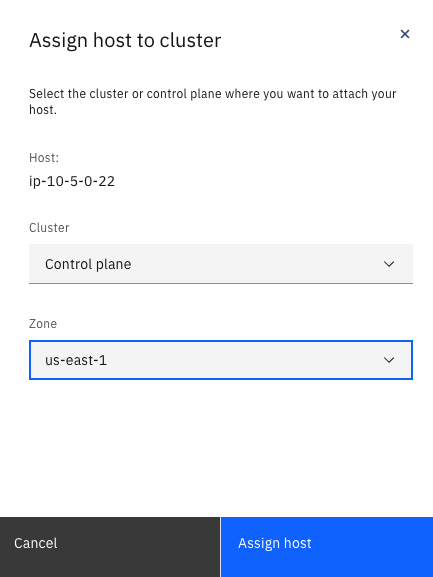 Assign host to cluster
Select the cluster or control plane where you want to attach your
host.
Host:
ip-10-5-0-22
Cluster
Control plane
Zone
us-east-1
Cancel
Assign host